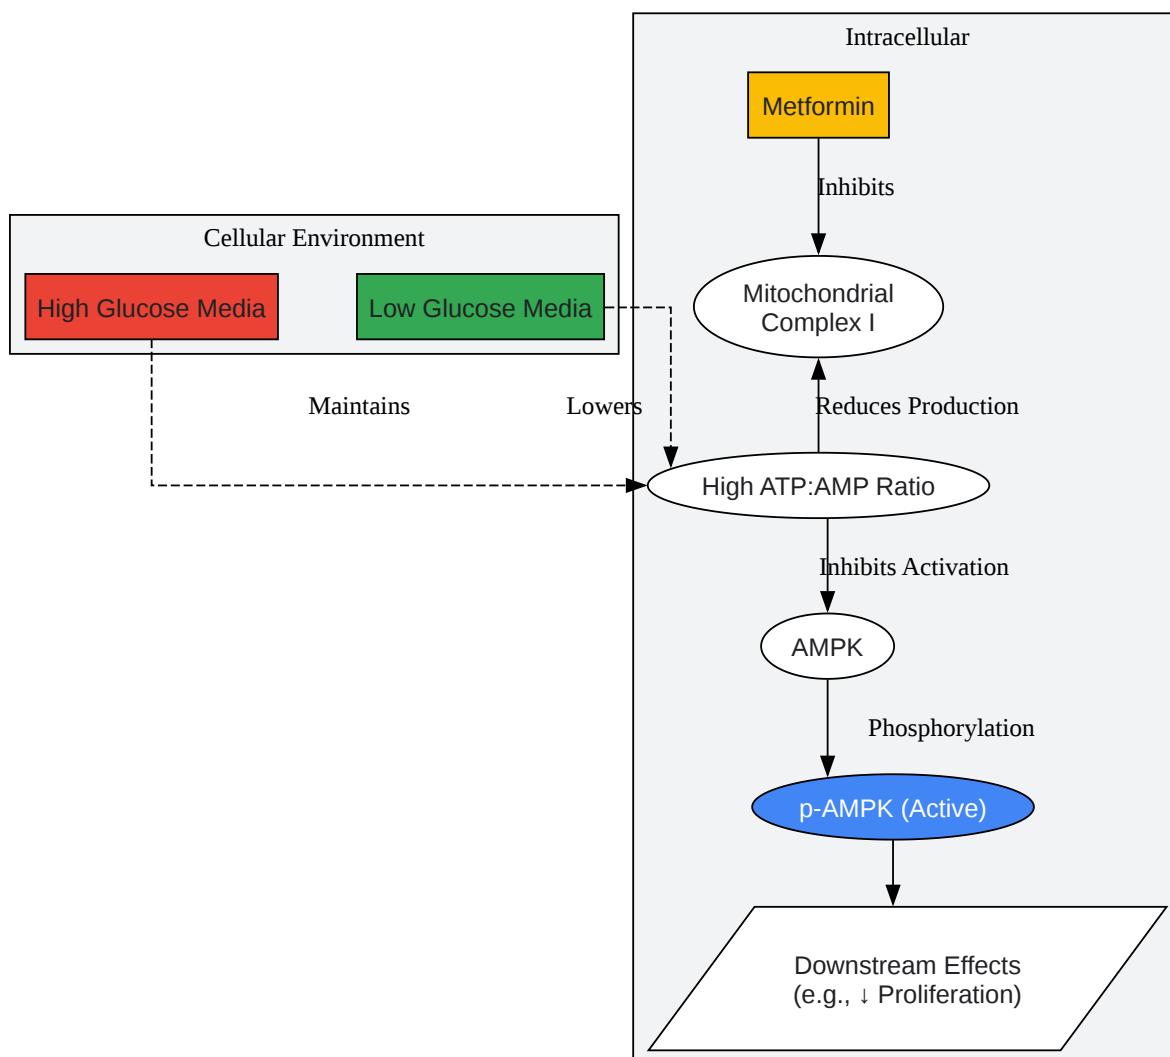 Intracellular
Metformin
Inhibits
Cellular Environment
High Glucose Media
Low Glucose Media
Mitochondrial
Complex I
Maintains
Lowers
Reduces Production
High ATP:AMP Ratio
Inhibits Activation
AMPK
Phosphorylation
p-AMPK (Active)
Downstream Effects
(e.g., ↓ Proliferation)